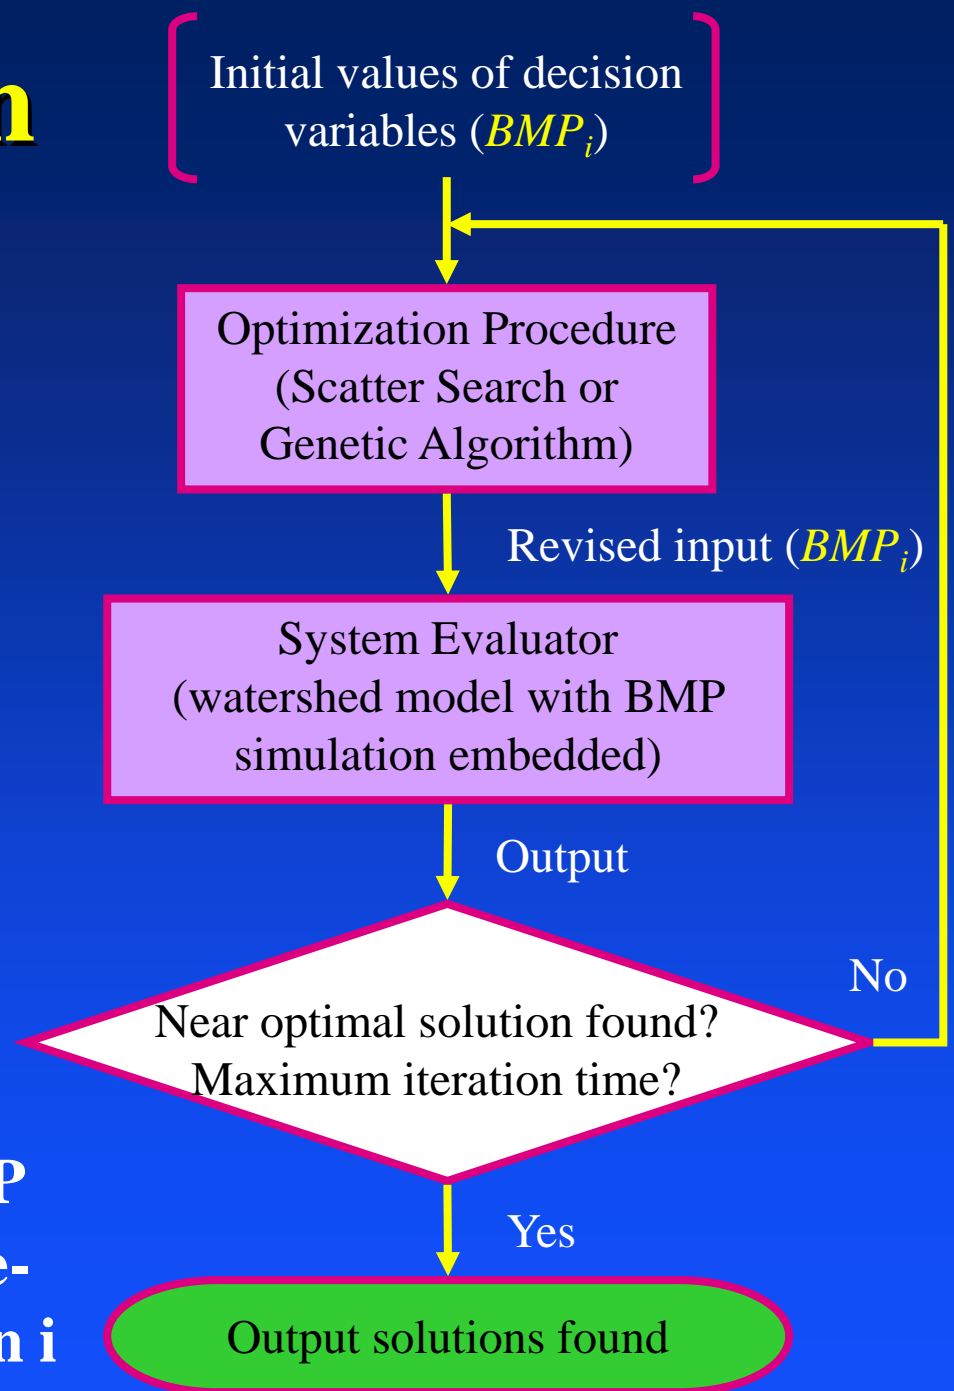 n
Initial values of decision
variables (BMPi)
Optimization Procedure
(Scatter Search or
Genetic Algorithm)
Revised input (BMPi)
System Evaluator
(watershed model with BMP
simulation embedded)
Output
No
Near optimal solution found?
Maximum iteration time?
P
e-
n i
Yes
Output solutions found